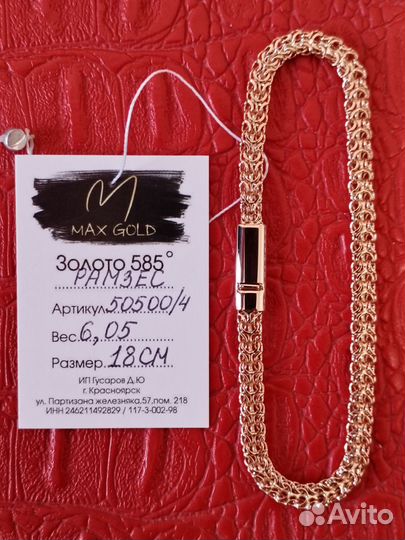 MAX GOLD
Золото 585°
РАМЗЕС
Артикул 50500/4
Вес 6,05
Размер 18СМ
ИП Гусаров Д.Ю
г. Красноярск
ул. Партизана железняка,57,пом. 218
ИНН 246211492829 / 117-3-002-98
Avito